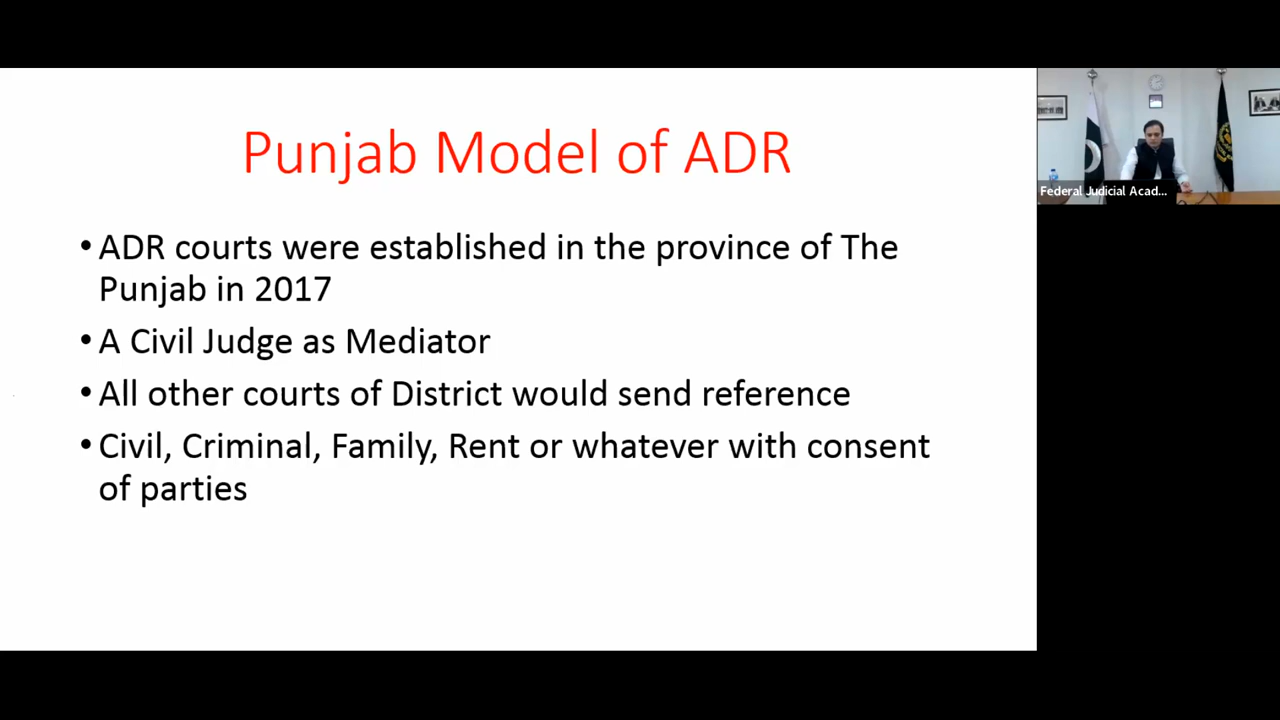 Punjab Model of ADR
• ADR courts were established in the province of The
Punjab in 2017
• A Civil Judge as Mediator
• All other courts of District would send reference
• Civil, Criminal, Family, Rent or whatever with consent
of parties
Federal Judicial Acad...